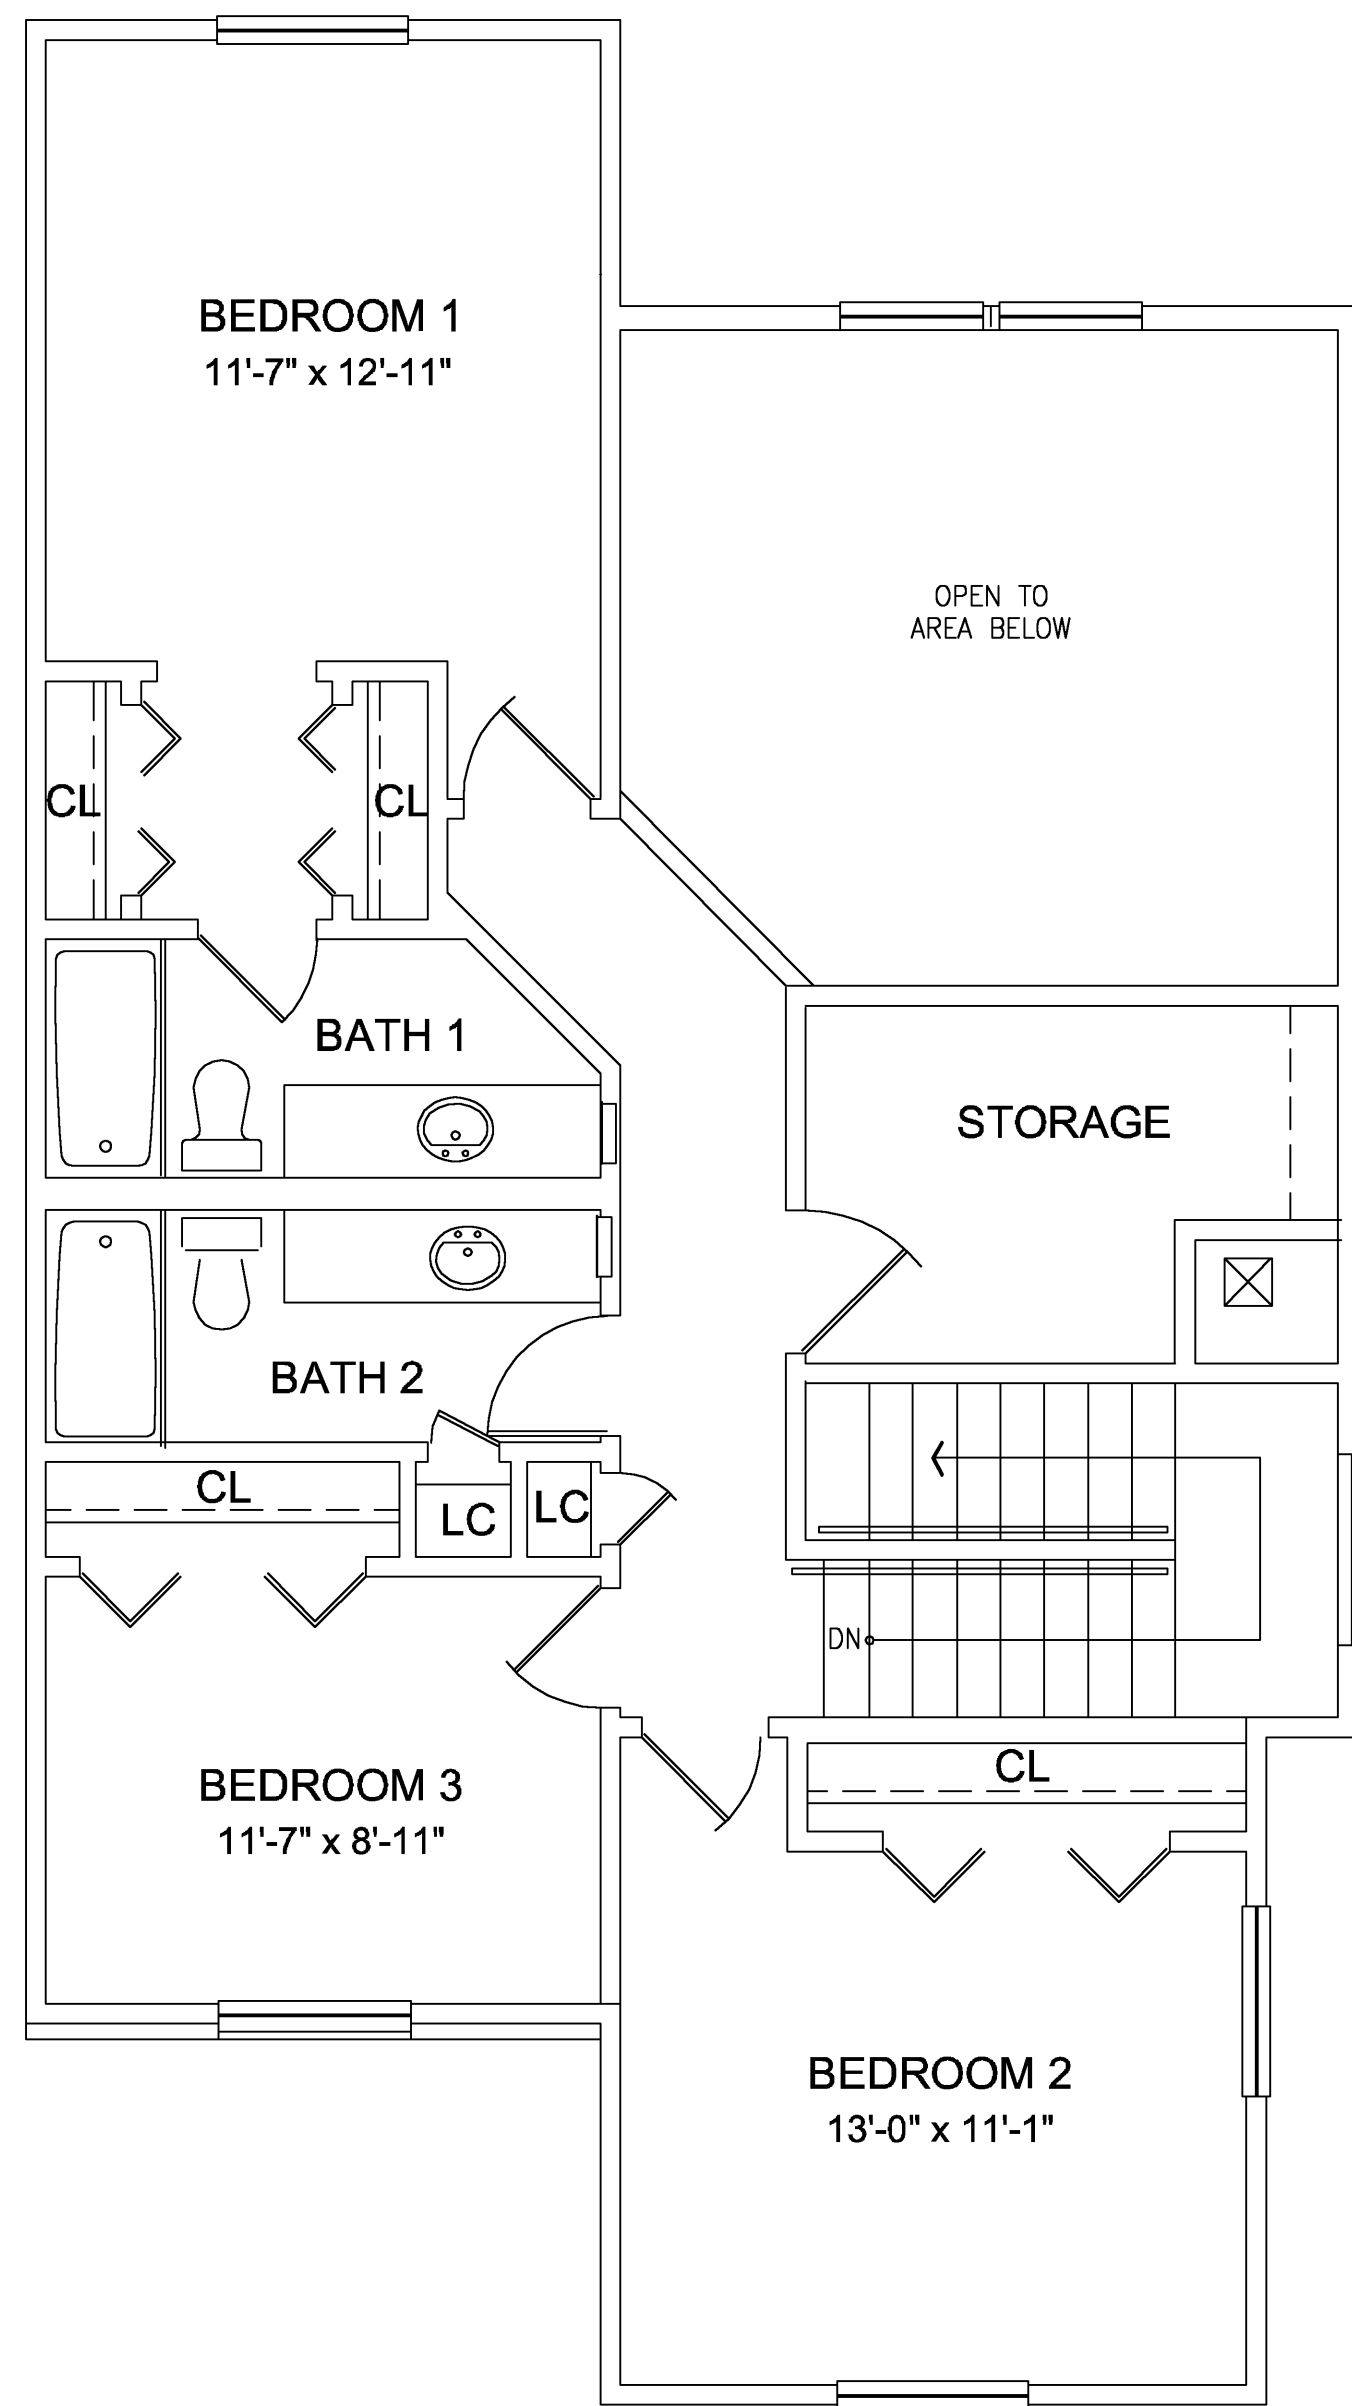 BEDROOM 1
11'-7" x 12'-11"
OPEN TO
AREA BELOW
CL
CL
BATH 1
STORAGE
BATH 2
CL
LC
LC
DN
BEDROOM 3
11'-7" x 8'-11"
CL
BEDROOM 2
13'-0" x 11'-1"